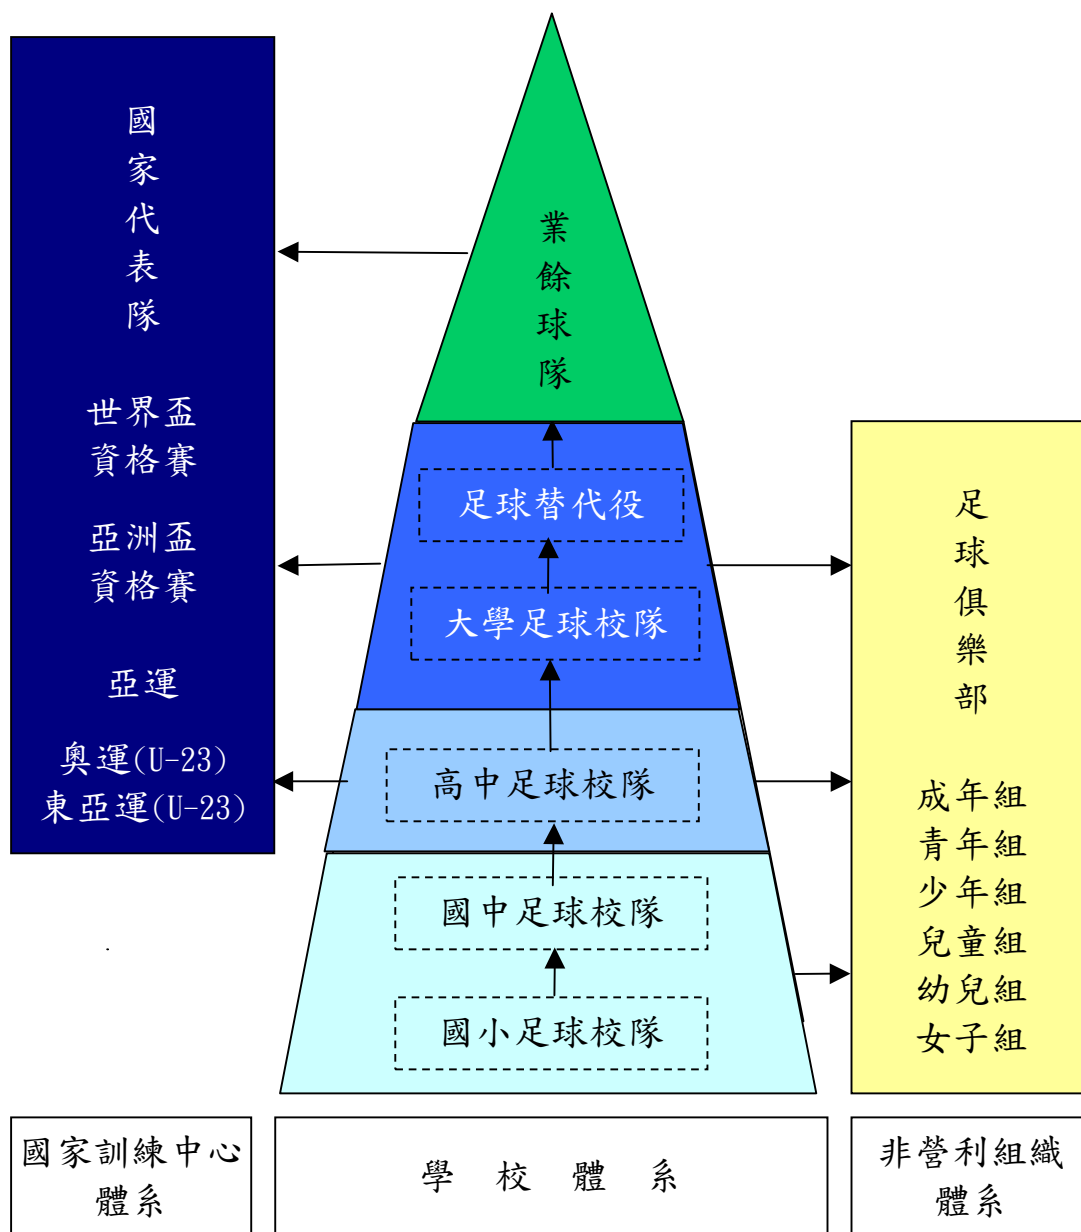 國家代表隊
世界盃
資格賽
亞洲盃
資格賽
亞運
奧運(U-23)
東亞運(U-23)
業餘球隊
足球替代役
大學足球校隊
高中足球校隊
國中足球校隊
國小足球校隊
足球俱樂部
成年組
青年組
少年組
兒童組
幼兒組
女子組
國家訓練中心
體系
學校體系
非營利組織
體系